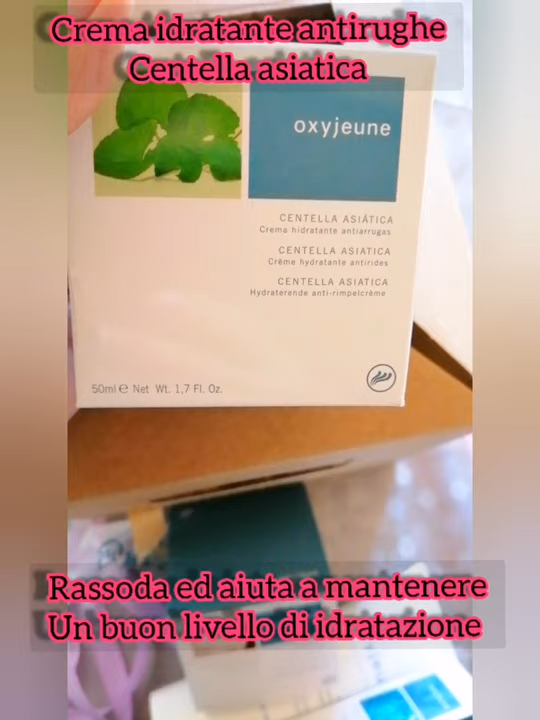 Crema idratante antirughe
Centella asiatica
oxyjeune
CENTELLA ASIÁTICA
Crema hidratante antiarrugas
CENTELLA ASIATICA
Crème hydratante antirides
CENTELLA ASIATICA
Hydraterende anti-rimpelcrème
50ml e Net Wt. 1,7 Fl. Oz.
Rassoda ed aiuta a mantenere
Un buon livello di idratazione